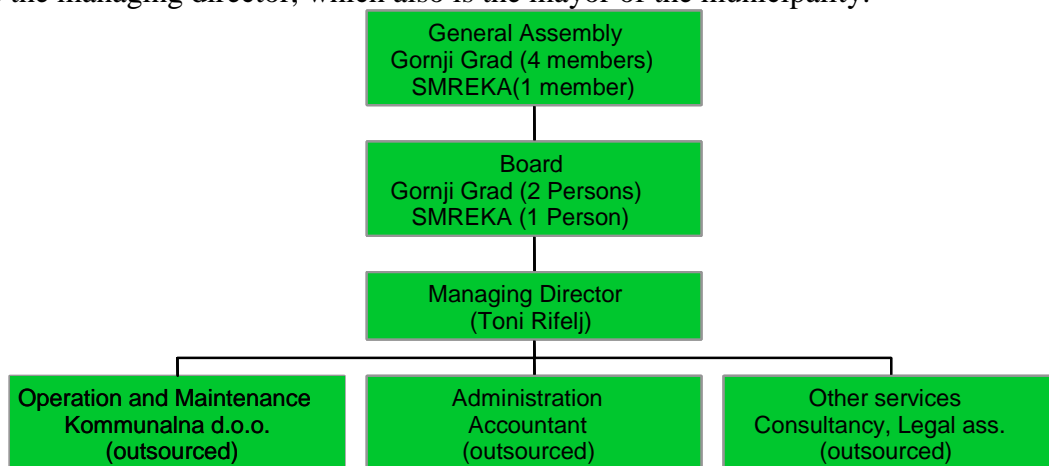 the managing director, which also is the mayor of the municipality.
General Assembly
Gornji Grad (4 members)
SMREKA(1 member)
Board
Gornji Grad (2 Persons)
SMREKA (1 Person)
Managing Director
(Toni Rifelj)
Operation and Maintenance
Kommunalna d.o.o.
(outsourced)
Administration
Accountant
(outsourced)
Other services
Consultancy, Legal ass.
(outsourced)